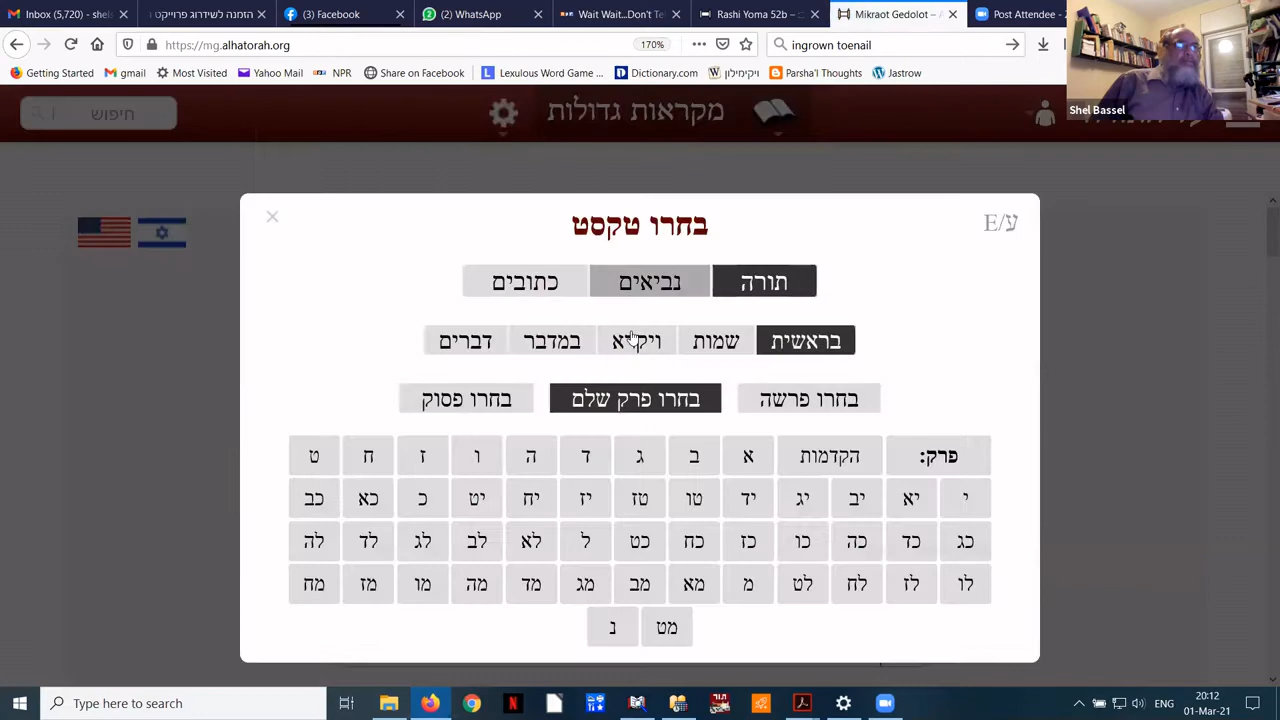 Inbox (5,720) - shels
הזמנה לשתהוג פתיקט
(3) Facebook
(2) WhatsApp
Wait Wait...Don't Te
Rashi Yoma 52b – ב
Mikraot Gedolot – A
Post Attendee - Z
https://mg.alhatorah.org
170%
ingrown toenail
Getting Started
gmail
Most Visited
Yahoo Mail
NPR
Share on Facebook
Lexulous Word Game ...
Dictionary.com
ויקימילון
Parsha'l Thoughts
Jastrow
Shel Bassel
מקראות גדולות
חיפוש
בחרו טקסט
E/ע
תורה נביאים כתובים
בראשית שמות ויקרא במדבר דברים
בחרו פרשה בחרו פרק שלם בחרו פסוק
פרק: הקדמות א ב ג ד ה ו ז ח ט
י יא יב יג יד טו טז יז יח יט כ כא כב
כג כד כה כו כז כח כט ל לא לב לג לד לה
לו לז לח לט מ מא מב מג מד מה מו מז מח
מט נ
Type here to search
ENG
20:12
01-Mar-21